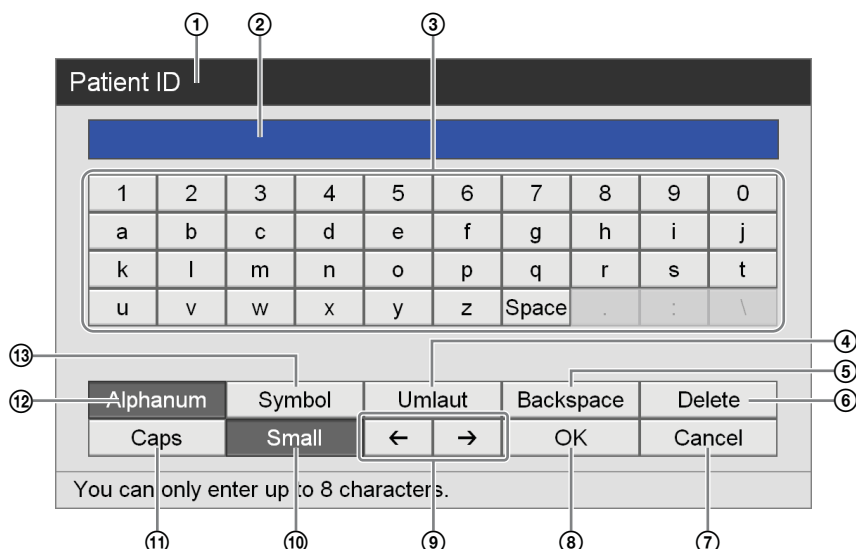 ① ② ③
Patient ID
1 2 3 4 5 6 7 8 9 0
a b c d e f g h i j
k l m n o p q r s t
u v w x y z Space . : \
④
⑬ ⑤
⑫ Alphanum Symbol Umlaut Backspace Delete ⑥
Caps Small ← → OK Cancel
You can only enter up to 8 characters.
⑪ ⑩ ⑨ ⑧ ⑦